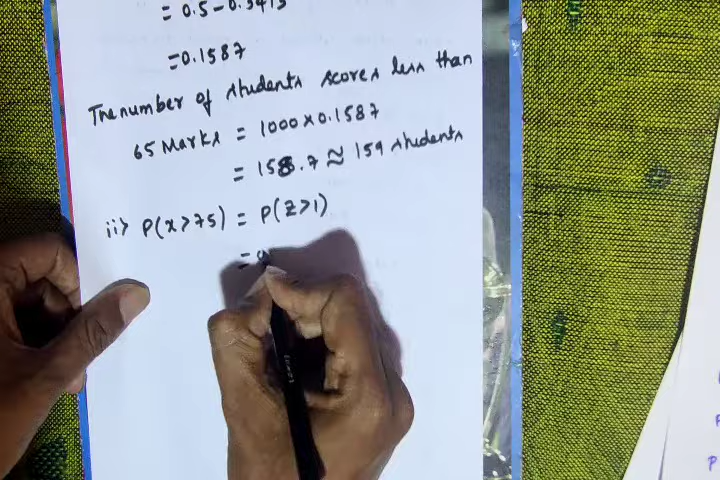 = 0.5 - 0.3413
= 0.1587
The number of students scores less than
65 Marks = 1000 × 0.1587
= 158.7 ≈ 159 students
ii) P(x>75) = P(z>1)
= 0